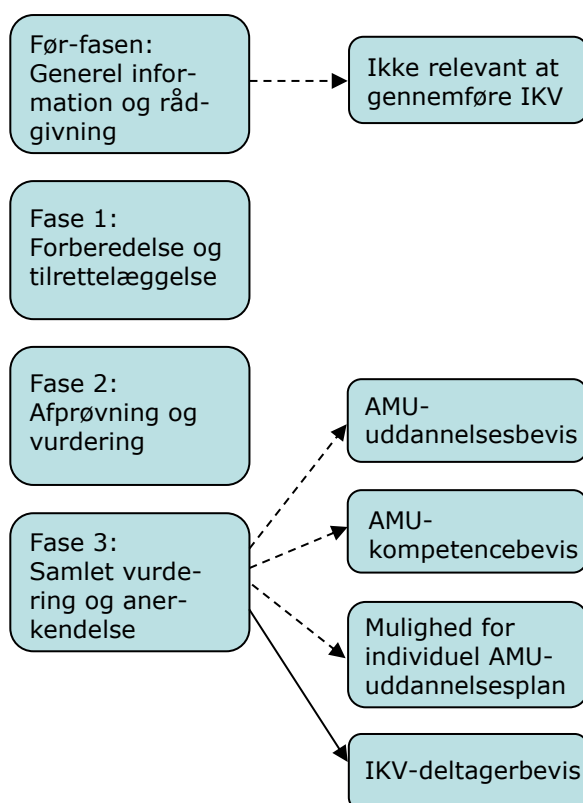 Før-fasen:
Generel infor-
mation og råd-
givning
Ikke relevant at
gennemføre IKV
Fase 1:
Forberedelse og
tilrettelæggelse
Fase 2:
Afprøvning og
vurdering
Fase 3:
Samlet vurde-
ring og aner-
kendelse
AMU-
uddannelsesbevis
AMU-
kompetencebevis
Mulighed for
individuel AMU-
uddannelsesplan
IKV-deltagerbevis